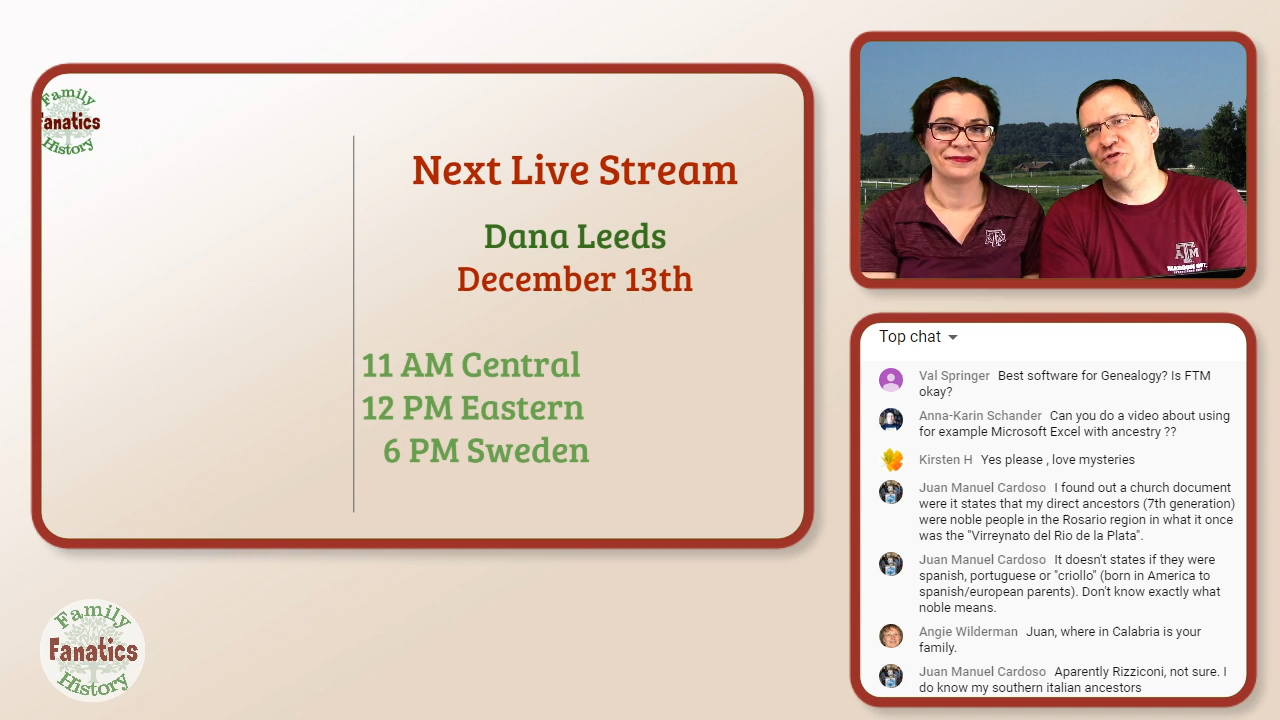 Family
Fanatics
History
Next Live Stream
Dana Leeds
December 13th
11 AM Central
12 PM Eastern
6 PM Sweden
Family
Fanatics
History
ATM
ATM
Top chat
Val Springer Best software for Genealogy? Is FTM
okay?
Anna-Karin Schander Can you do a video about using
for example Microsoft Excel with ancestry ??
Kirsten H Yes please , love mysteries
Juan Manuel Cardoso I found out a church document
were it states that my direct ancestors (7th generation)
were noble people in the Rosario region in what it once
was the "Virreynato del Rio de la Plata".
Juan Manuel Cardoso It doesn't states if they were
spanish, portuguese or "criollo" (born in America to
spanish/european parents). Don't know exactly what
noble means.
Angie Wilderman Juan, where in Calabria is your
family.
Juan Manuel Cardoso Aparently Rizziconi, not sure. I
do know my southern italian ancestors